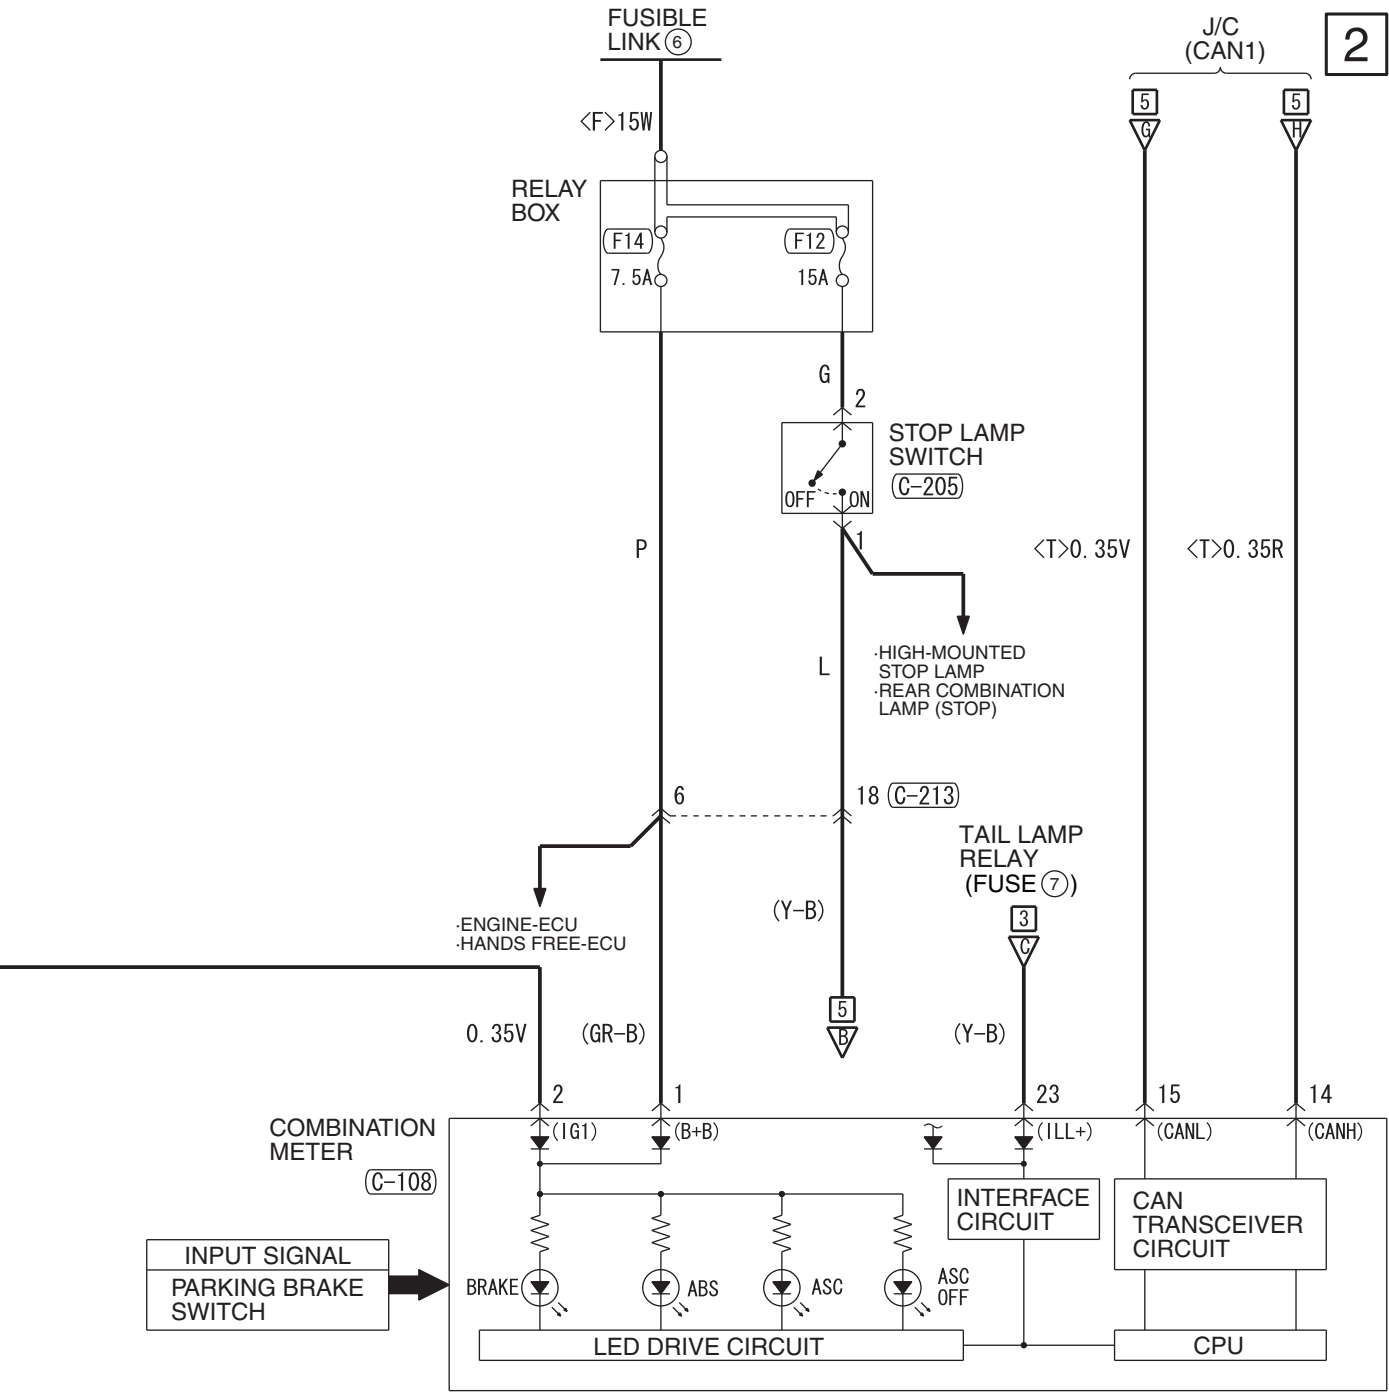 FUSIBLE
LINK 6
J/C
(CAN1)
2
5
G
5
H
<F>15W
RELAY
BOX
F14
7.5A
F12
15A
G
2
STOP LAMP
SWITCH
C-205
OFF
ON
1
P
<T>0.35V
<T>0.35R
·HIGH-MOUNTED
STOP LAMP
·REAR COMBINATION
LAMP (STOP)
L
6
18 C-213
TAIL LAMP
RELAY
(FUSE 7)
3
C
(Y-B)
·ENGINE-ECU
·HANDS FREE-ECU
5
B
0.35V
(GR-B)
(Y-B)
2
1
23
15
14
COMBINATION
METER
C-108
(IG1)
(B+B)
(ILL+)
(CANL)
(CANH)
INTERFACE
CIRCUIT
CAN
TRANSCEIVER
CIRCUIT
INPUT SIGNAL
PARKING BRAKE
SWITCH
BRAKE
ABS
ASC
ASC
OFF
LED DRIVE CIRCUIT
CPU